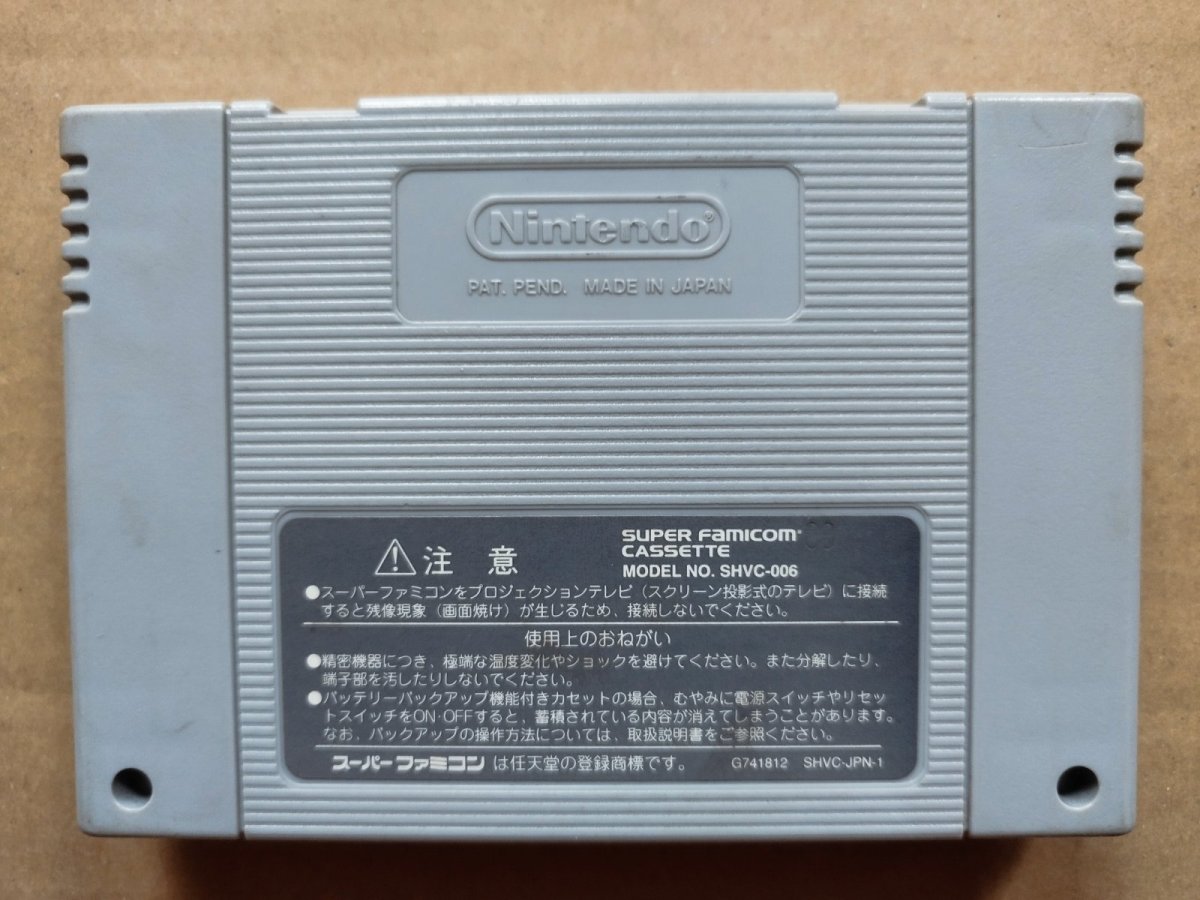 Nintendo®
PAT. PEND. MADE IN JAPAN
SUPER FAMICOM
CASSETTE
MODEL NO. SHVC-006
注 意
●スーパーファミコンをプロジェクションテレビ（スクリーン投影式のテレビ）に接続
すると残像現象（画面焼け）が生じるため、接続しないでください。
使用上のおねがい
●精密機器につき、極端な温度変化やショックを避けてください。また分解したり、
端子部を汚したりしないでください。
●バッテリーバックアップ機能付きカセットの場合、むやみに電源スイッチやリセッ
トスイッチをON·OFFすると、蓄積されている内容が消えてしまうことがあります。
なお、バックアップの操作方法については、取扱説明書をご参照ください。
スーパーファミコン は任天堂の登録商標です。 G741812 SHVC-JPN-1